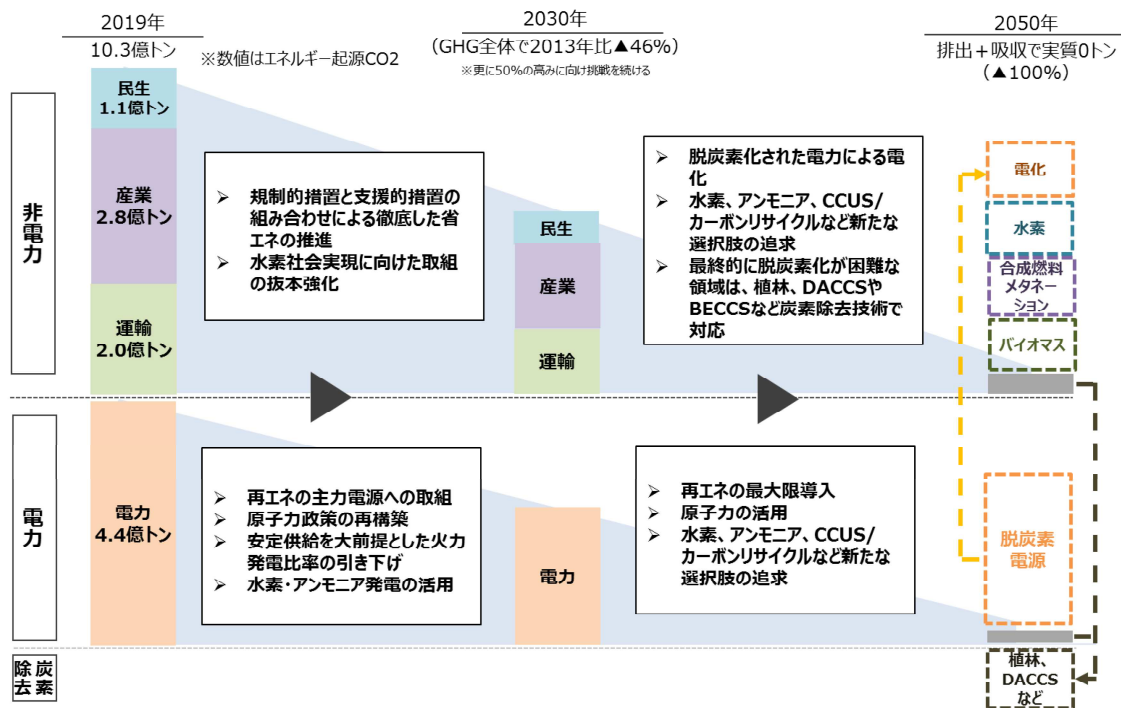 2019年
10.3億トン
※数値はエネルギー起源CO2
2030年
(GHG全体で2013年比▲46%)
※更に50%の高みに向け挑戦を続ける
2050年
排出+吸収で実質0トン
(▲100%)
非電力
民生
1.1億トン
産業
2.8億トン
運輸
2.0億トン
➢ 規制的措置と支援的措置の
組み合わせによる徹底した省
エネの推進
➢ 水素社会実現に向けた取組
の抜本強化
民生
産業
運輸
➢ 脱炭素化された電力による電
化
➢ 水素、アンモニア、CCUS/
カーボンリサイクルなど新たな
選択肢の追求
➢ 最終的に脱炭素化が困難な
領域は、植林、DACCSや
BECCSなど炭素除去技術で
対応
電化
水素
合成燃料
メタネー
ション
バイオマス
電力
電力
4.4億トン
➢ 再エネの主力電源への取組
➢ 原子力政策の再構築
➢ 安定供給を大前提とした火力
発電比率の引き下げ
➢ 水素・アンモニア発電の活用
電力
➢ 再エネの最大限導入
➢ 原子力の活用
➢ 水素、アンモニア、CCUS/
カーボンリサイクルなど新たな
選択肢の追求
脱炭素
電源
炭素
除去
植林、
DACCS
など